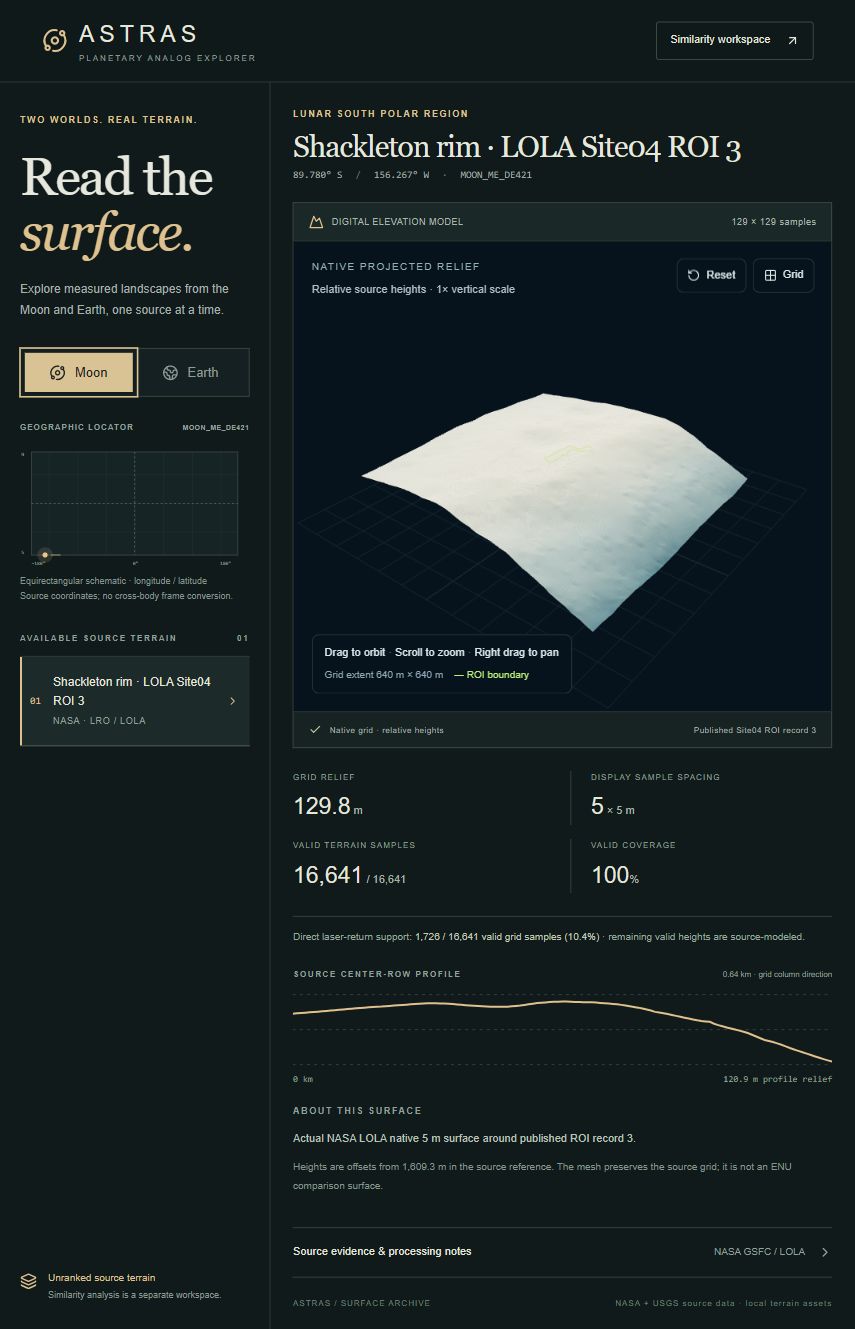 ASTRAS
PLANETARY ANALOG EXPLORER
Similarity workspace
TWO WORLDS. REAL TERRAIN.
Read the
surface.
Explore measured landscapes from the
Moon and Earth, one source at a time.
Moon
Earth
GEOGRAPHIC LOCATOR
MOON_ME_DE421
N
S
-180°
0°
180°
Equirectangular schematic · longitude / latitude
Source coordinates; no cross-body frame conversion.
AVAILABLE SOURCE TERRAIN
01
01
Shackleton rim · LOLA Site04
ROI 3
NASA · LRO / LOLA
Unranked source terrain
Similarity analysis is a separate workspace.
LUNAR SOUTH POLAR REGION
Shackleton rim · LOLA Site04 ROI 3
89.780° S / 156.267° W · MOON_ME_DE421
DIGITAL ELEVATION MODEL
129 × 129 samples
NATIVE PROJECTED RELIEF
Relative source heights · 1× vertical scale
Reset
Grid
Drag to orbit · Scroll to zoom · Right drag to pan
Grid extent 640 m × 640 m — ROI boundary
Native grid · relative heights
Published Site04 ROI record 3
GRID RELIEF
129.8 m
DISPLAY SAMPLE SPACING
5 × 5 m
VALID TERRAIN SAMPLES
16,641 / 16,641
VALID COVERAGE
100%
Direct laser-return support: 1,726 / 16,641 valid grid samples (10.4%) · remaining valid heights are source-modeled.
SOURCE CENTER-ROW PROFILE
0.64 km · grid column direction
0 km
120.9 m profile relief
ABOUT THIS SURFACE
Actual NASA LOLA native 5 m surface around published ROI record 3.
Heights are offsets from 1,609.3 m in the source reference. The mesh preserves the source grid; it is not an ENU
comparison surface.
Source evidence & processing notes
NASA GSFC / LOLA
ASTRAS / SURFACE ARCHIVE
NASA + USGS source data · local terrain assets